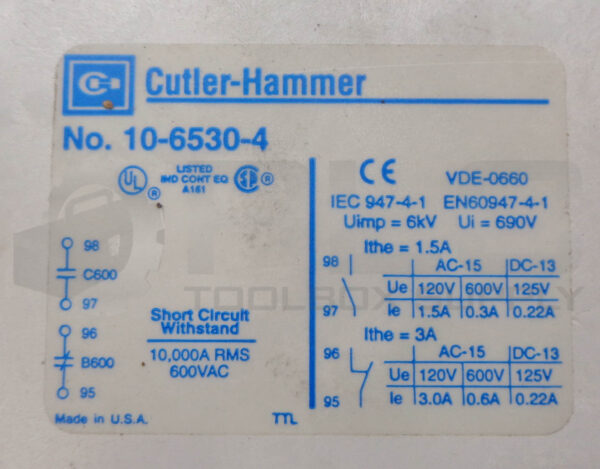 Cutler-Hammer
No. 10-6530-4
UL ® LISTED IND CONT EQ A151 SA ®
98
C600
97
96
B600
95
Short Circuit
Withstand
10,000A RMS
600VAC
Made in U.S.A.
TTL
CE VDE-0660
IEC 947-4-1 EN60947-4-1
Uimp = 6kV Ui = 690V
Ithe = 1.5A
98 AC-15 DC-13
Ue 120V 600V 125V
97 Ie 1.5A 0.3A 0.22A
Ithe = 3A
96 AC-15 DC-13
Ue 120V 600V 125V
95 Ie 3.0A 0.6A 0.22A